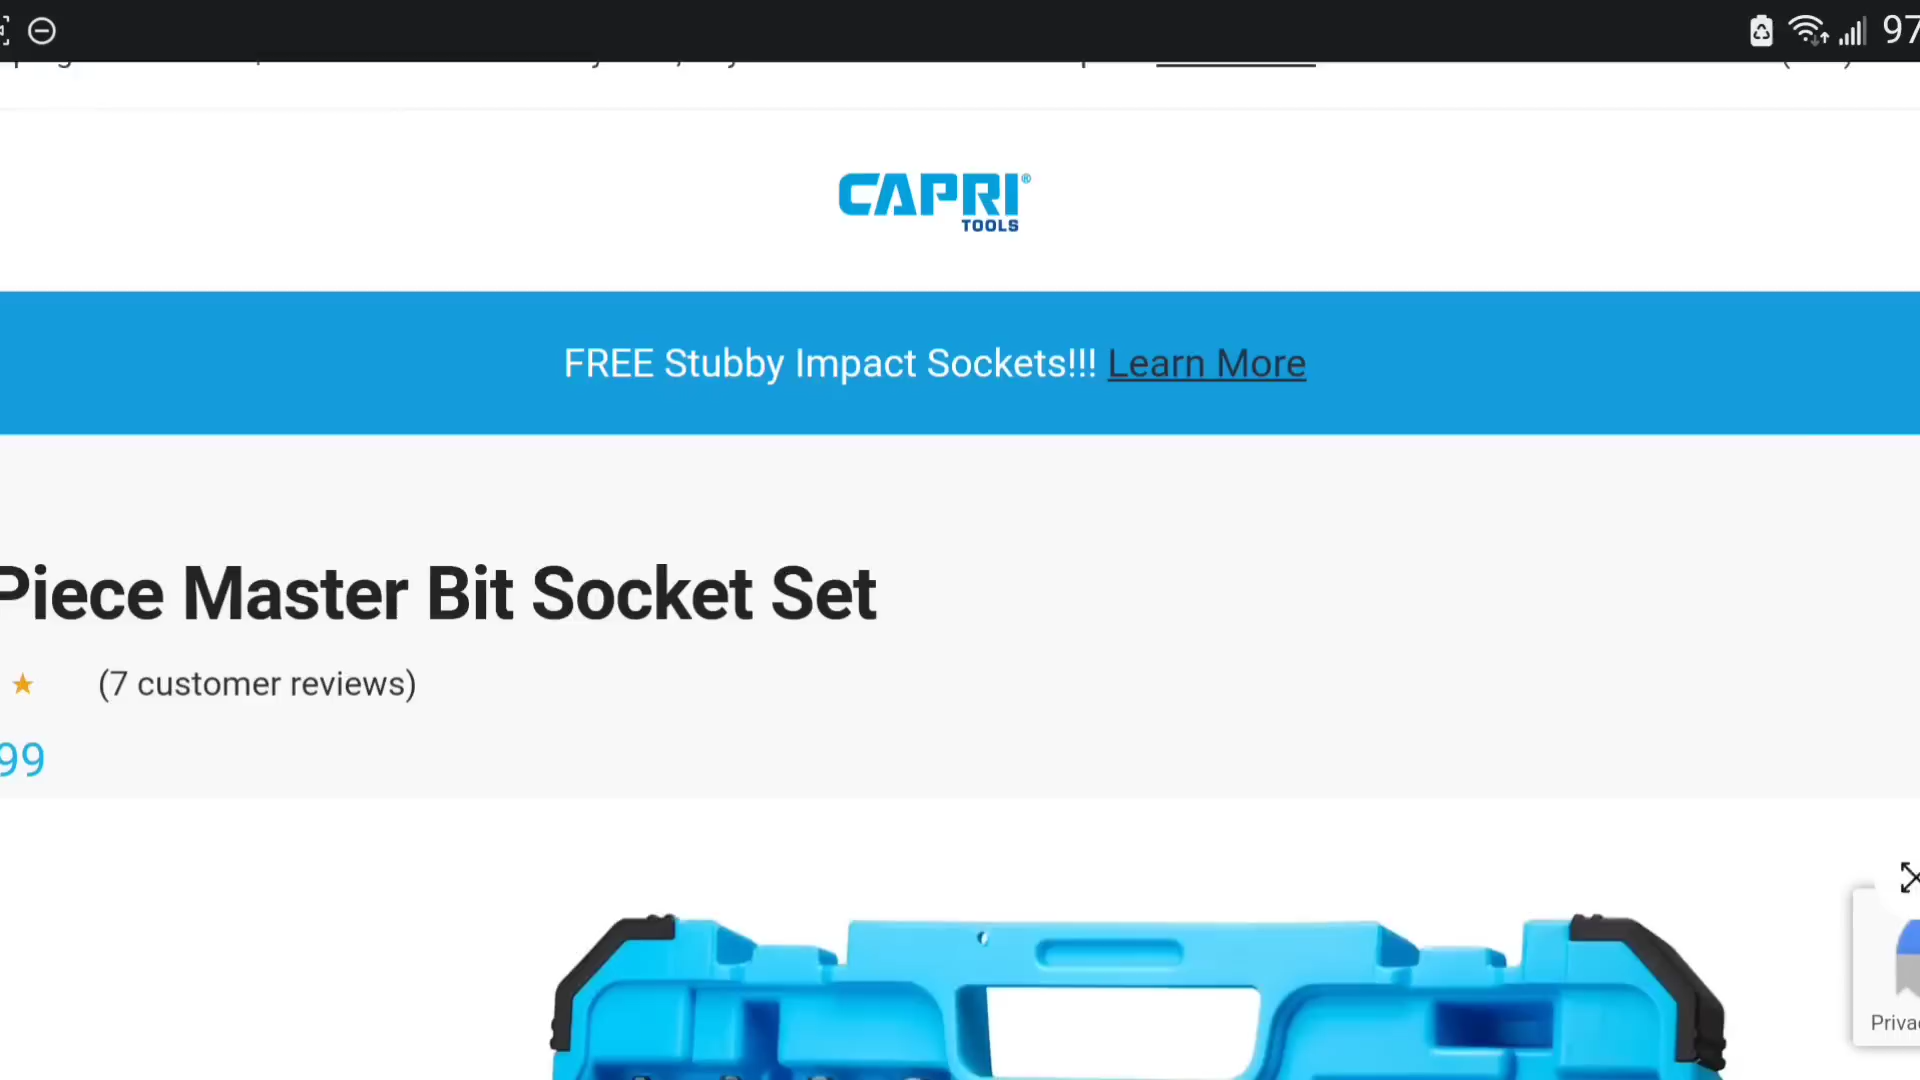 97
CAPRI®
TOOLS
FREE Stubby Impact Sockets!!! Learn More
Piece Master Bit Socket Set
(7 customer reviews)
99
Priva